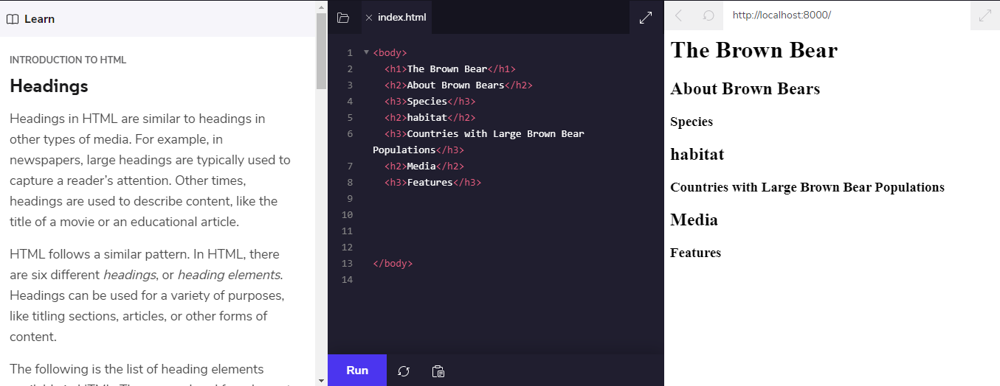 Learn
INTRODUCTION TO HTML
Headings
Headings in HTML are similar to headings in
other types of media. For example, in
newspapers, large headings are typically used to
capture a reader's attention. Other times,
headings are used to describe content, like the
title of a movie or an educational article.
HTML follows a similar pattern. In HTML, there
are six different headings, or heading elements.
Headings can be used for a variety of purposes,
like titling sections, articles, or other forms of
content.
The following is the list of heading elements
index.html
1 <body>
2 <h1>The Brown Bear</h1>
3 <h2>About Brown Bears</h2>
4 <h3>Species</h3>
5 <h2>habitat</h2>
6 <h3>Countries with Large Brown Bear
Populations</h3>
7 <h2>Media</h2>
8 <h3>Features</h3>
9
10
11
12
13 </body>
14
Run
http://localhost:8000/
The Brown Bear
About Brown Bears
Species
habitat
Countries with Large Brown Bear Populations
Media
Features